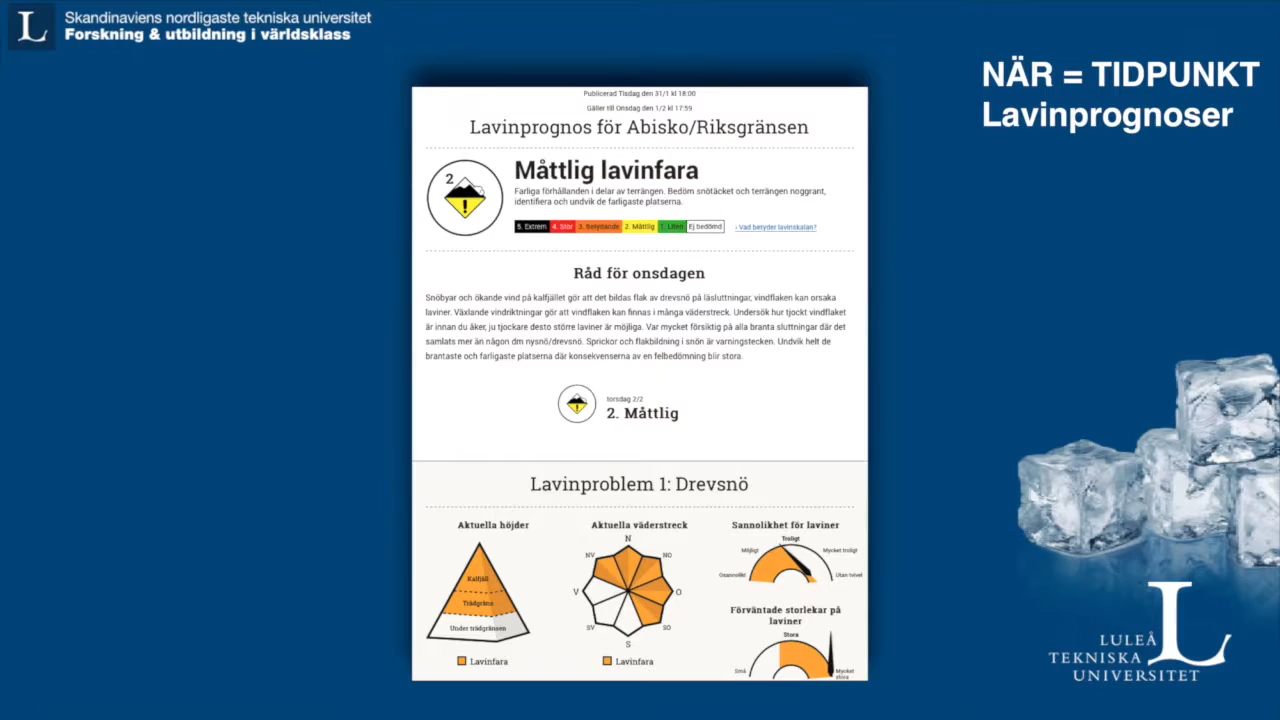 L Skandinaviens nordligaste tekniska universitet
Forskning & utbildning i världsklass
NÄR = TIDPUNKT
Lavinprognoser
Publicerad Tisdag den 31/1 kl 18:00
Gäller till Onsdag den 1/2 kl 17:59
Lavinprognos för Abisko/Riksgränsen
2
Måttlig lavinfara
Farliga förhållanden i delar av terrängen. Bedöm snötäcket och terrängen noggrant,
identifiera och undvik de farligaste platserna.
5. Extrem 4. Stor 3. Betydande 2. Måttlig 1. Liten Ej bedömd › Vad betyder lavinskalan?
Råd för onsdagen
Snöbyar och ökande vind på kalfjället gör att det bildas flak av drevsnö på läsluttningar, vindflaken kan orsaka
laviner. Växlande vindriktningar gör att vindflaken kan finnas i många väderstreck. Undersök hur tjockt vindflaket
är innan du åker, ju tjockare desto större laviner är möjliga. Var mycket försiktig på alla branta sluttningar där det
samlats mer än någon dm nysnö/drevsnö. Sprickor och flakbildning i snön är varningstecken. Undvik helt de
brantaste och farligaste platserna där konsekvenserna av en felbedömning blir stora.
torsdag 2/2
2. Måttlig
Lavinproblem 1: Drevsnö
Aktuella höjder
Kalfjäll
Trädgräns
Under trädgränsen
Lavinfara
Aktuella väderstreck
N
NV NO
V O
SV SO
S
Lavinfara
Sannolikhet för laviner
Troligt
Möjligt Mycket troligt
Osannolikt Utan tvivel
Förväntade storlekar på
laviner
Stora
Små Mycket
stora
LULEÅ
TEKNISKA
UNIVERSITET
L